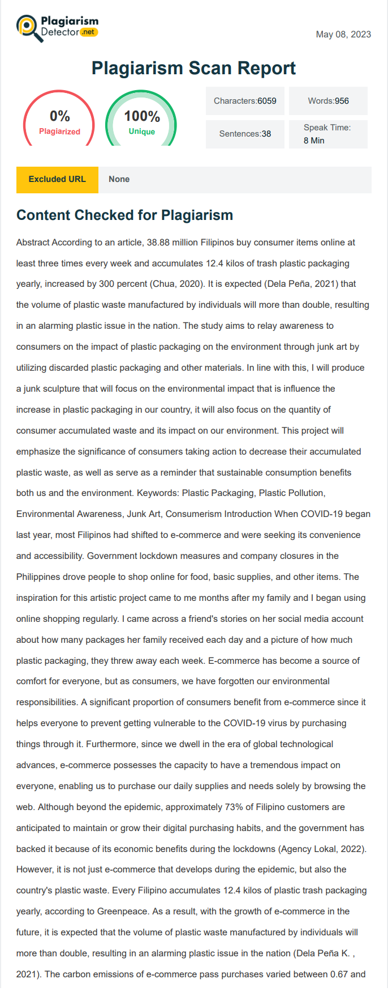 Plagiarism
Detector .net
May 08, 2023
Plagiarism Scan Report
0%
Plagiarized
100%
Unique
Characters:6059
Words:956
Sentences:38
Speak Time:
8 Min
Excluded URL
None
Content Checked for Plagiarism
Abstract According to an article, 38.88 million Filipinos buy consumer items online at
least three times every week and accumulates 12.4 kilos of trash plastic packaging
yearly, increased by 300 percent (Chua, 2020). It is expected (Dela Peña, 2021) that
the volume of plastic waste manufactured by individuals will more than double, resulting
in an alarming plastic issue in the nation. The study aims to relay awareness to
consumers on the impact of plastic packaging on the environment through junk art by
utilizing discarded plastic packaging and other materials. In line with this, I will produce
a junk sculpture that will focus on the environmental impact that is influence the
increase in plastic packaging in our country, it will also focus on the quantity of
consumer accumulated waste and its impact on our environment. This project will
emphasize the significance of consumers taking action to decrease their accumulated
plastic waste, as well as serve as a reminder that sustainable consumption benefits
both us and the environment. Keywords: Plastic Packaging, Plastic Pollution,
Environmental Awareness, Junk Art, Consumerism Introduction When COVID-19 began
last year, most Filipinos had shifted to e-commerce and were seeking its convenience
and accessibility. Government lockdown measures and company closures in the
Philippines drove people to shop online for food, basic supplies, and other items. The
inspiration for this artistic project came to me months after my family and I began using
online shopping regularly. I came across a friend's stories on her social media account
about how many packages her family received each day and a picture of how much
plastic packaging, they threw away each week. E-commerce has become a source of
comfort for everyone, but as consumers, we have forgotten our environmental
responsibilities. A significant proportion of consumers benefit from e-commerce since it
helps everyone to prevent getting vulnerable to the COVID-19 virus by purchasing
things through it. Furthermore, since we dwell in the era of global technological
advances, e-commerce possesses the capacity to have a tremendous impact on
everyone, enabling us to purchase our daily supplies and needs solely by browsing the
web. Although beyond the epidemic, approximately 73% of Filipino customers are
anticipated to maintain or grow their digital purchasing habits, and the government has
backed it because of its economic benefits during the lockdowns (Agency Lokal, 2022).
However, it is not just e-commerce that develops during the epidemic, but also the
country's plastic waste. Every Filipino accumulates 12.4 kilos of plastic trash packaging
yearly, according to Greenpeace. As a result, with the growth of e-commerce in the
future, it is expected that the volume of plastic waste manufactured by individuals will
more than double, resulting in an alarming plastic issue in the nation (Dela Peña K. ,
2021). The carbon emissions of e-commerce pass purchases varied between 0.67 and